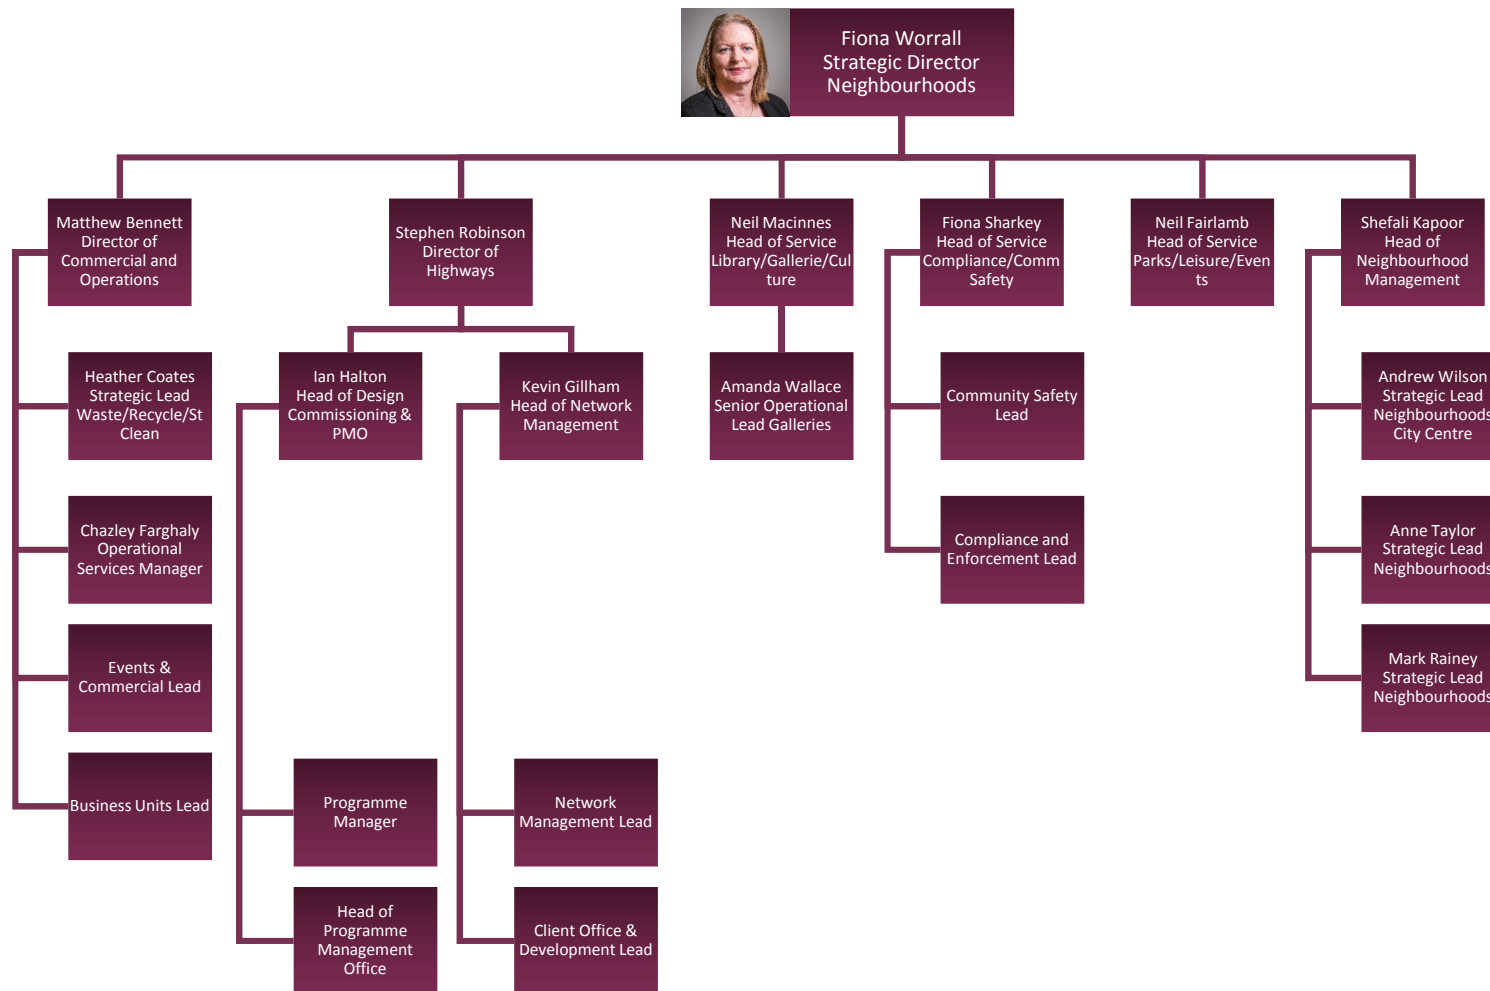 Fiona Worrall
Strategic Director
Neighbourhoods
Matthew Bennett
Director of
Commercial and
Operations
Stephen Robinson
Director of
Highways
Neil Macinnes
Head of Service
Library/Gallerie/Cul
ture
Fiona Sharkey
Head of Service
Compliance/Comm
Safety
Neil Fairlamb
Head of Service
Parks/Leisure/Even
ts
Shefali Kapoor
Head of
Neighbourhood
Management
Heather Coates
Strategic Lead
Waste/Recycle/St
Clean
Ian Halton
Head of Design
Commissioning &
PMO
Kevin Gillham
Head of Network
Management
Amanda Wallace
Senior Operational
Lead Galleries
Community Safety
Lead
Andrew Wilson
Strategic Lead
Neighbourhoods
City Centre
Chazley Farghaly
Operational
Services Manager
Compliance and
Enforcement Lead
Anne Taylor
Strategic Lead
Neighbourhoods
Events &
Commercial Lead
Mark Rainey
Strategic Lead
Neighbourhoods
Business Units Lead
Programme
Manager
Network
Management Lead
Head of
Programme
Management
Office
Client Office &
Development Lead